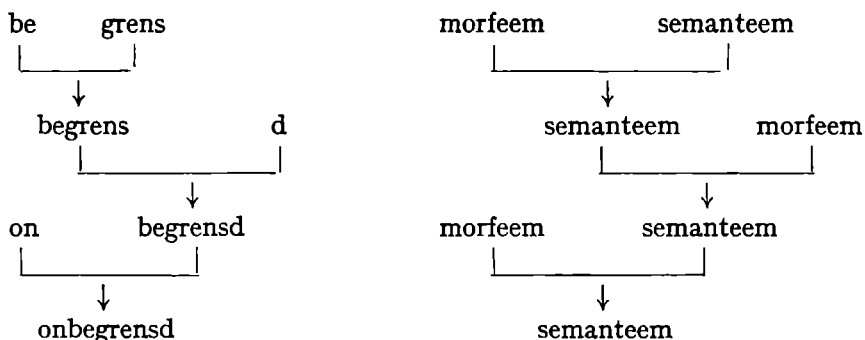 be grens morfeem semanteem
begrens d semanteem morfeem
on begrensd morfeem semanteem
onbegrensd semanteem